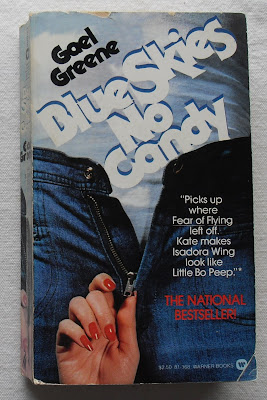 Gael
Greene
Blue Skies
No
Candy
"Picks up
where
Fear of Flying
left off.
Kate makes
Isadora Wing
look like
Little Bo Peep."*
THE NATIONAL
BESTSELLER!
WARNER BOOKS